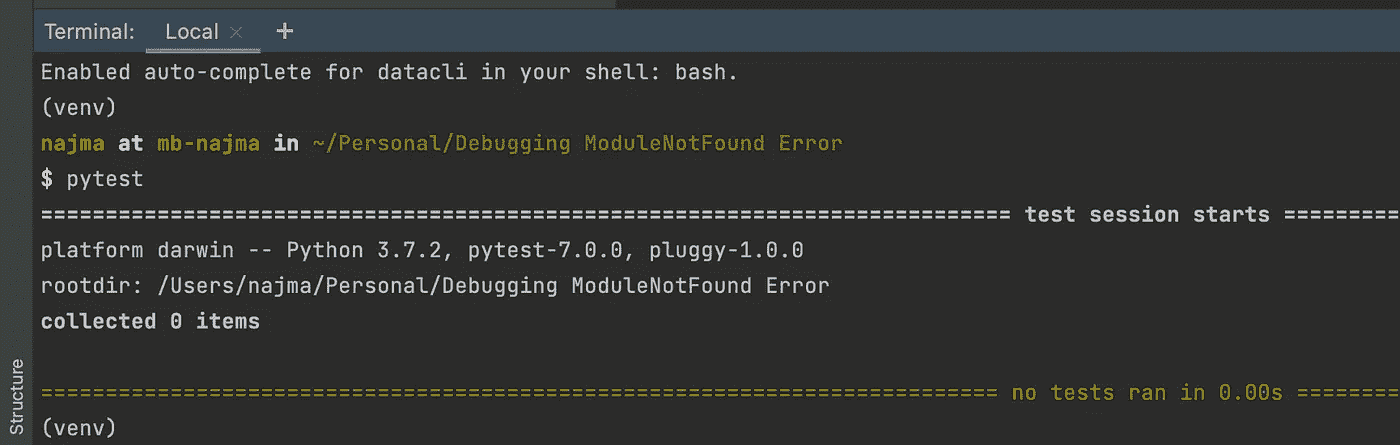 Terminal: Local × +
Enabled auto-complete for datacli in your shell: bash.
(venv)
najma at mb-najma in ~/Personal/Debugging ModuleNotFound Error
$ pytest
=========================================================================== test session starts =========
platform darwin -- Python 3.7.2, pytest-7.0.0, pluggy-1.0.0
rootdir: /Users/najma/Personal/Debugging ModuleNotFound Error
collected 0 items
========================================================================== no tests ran in 0.00s ========
(venv)
Structure